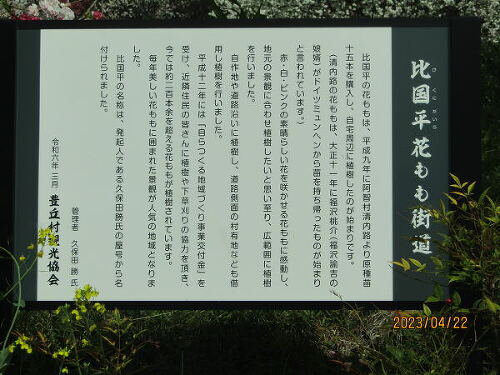 比国平花もも街道
比国平の花ももは、平成九年に阿智村清内路より原種苗
十五本を購入し、自宅周辺に植樹したのが始まりです。
（清内路の花ももは、大正十一年に福沢桃介（福沢諭吉の
娘婿）がドイツミュンヘンから苗を持ち帰ったものが始まり
と言われています。）
赤・白・ピンクの素晴らしい花を咲かせる花ももに感動し、
地元の景観に合わせ植樹したいと思い至り、広範囲に植樹
を行いました。
自作地や道路沿いに植樹し、道路側面の村有地なども借
用し植樹を行いました。
平成十二年には「自らつくる地域づくり事業交付金」を
受け、近隣住民の皆さんに植樹や下草刈りの協力を頂き、
今では約二百本余を超える花ももが植樹されています。
毎年美しい花ももに囲まれた景観が人気の地域となりま
した。
比国平の名称は、発起人である久保田勝氏の屋号から名
付けられました。
管理者 久保田 勝 氏
令和六年 三月 豊丘村観光協会
2023/04/22